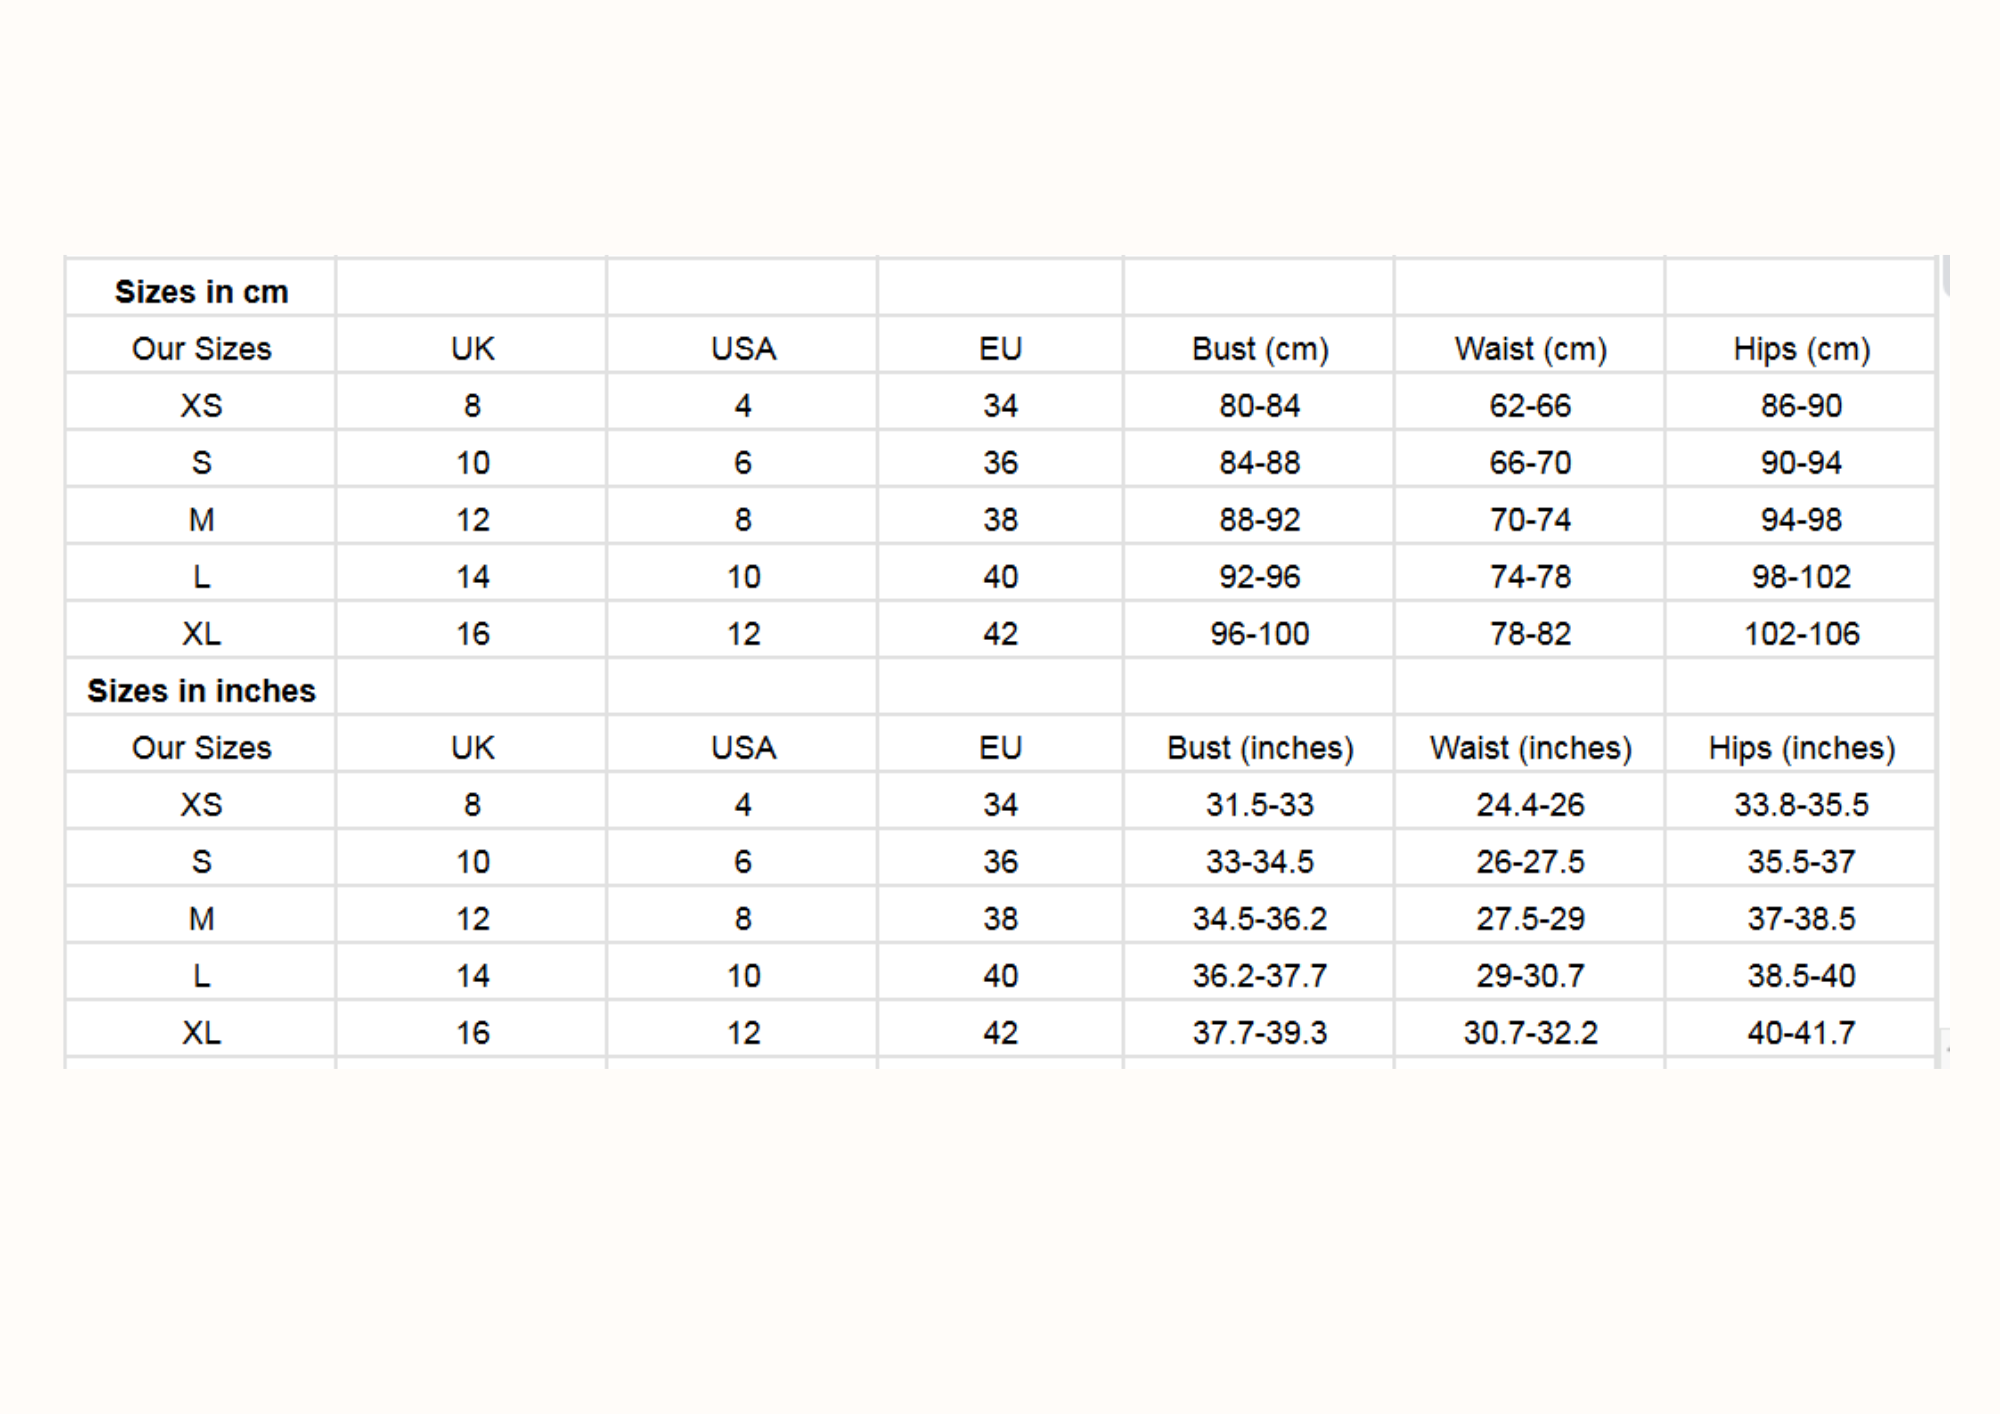 Sizes in cm
Our Sizes UK USA EU Bust (cm) Waist (cm) Hips (cm)
XS 8 4 34 80-84 62-66 86-90
S 10 6 36 84-88 66-70 90-94
M 12 8 38 88-92 70-74 94-98
L 14 10 40 92-96 74-78 98-102
XL 16 12 42 96-100 78-82 102-106
Sizes in inches
Our Sizes UK USA EU Bust (inches) Waist (inches) Hips (inches)
XS 8 4 34 31.5-33 24.4-26 33.8-35.5
S 10 6 36 33-34.5 26-27.5 35.5-37
M 12 8 38 34.5-36.2 27.5-29 37-38.5
L 14 10 40 36.2-37.7 29-30.7 38.5-40
XL 16 12 42 37.7-39.3 30.7-32.2 40-41.7